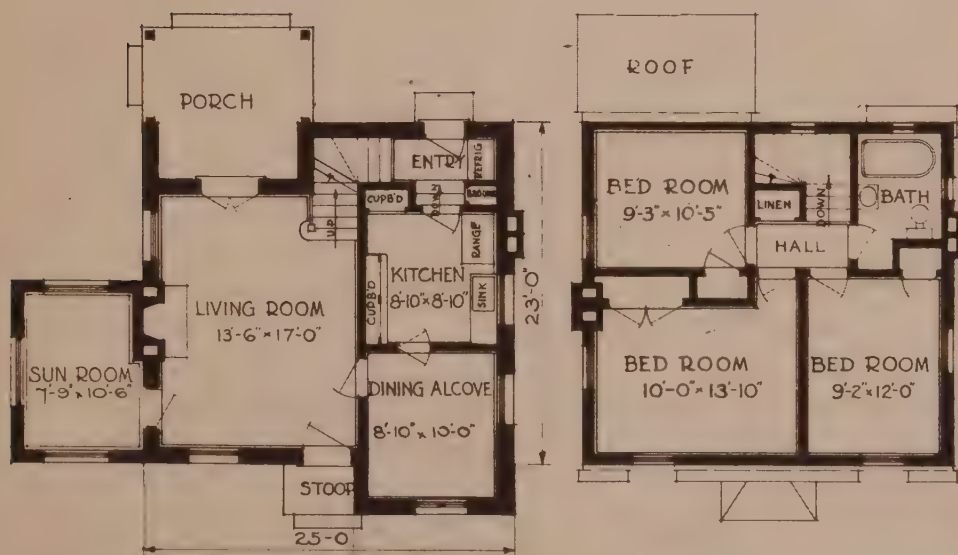 PORCH
ENTRY
REFRIG
CUPB'D
DOWN
BROOMS
UP
RANGE
KITCHEN
8'-10" x 8'-10"
CUPB'D
SINK
LIVING ROOM
13'-6" x 17'-0"
SUN ROOM
7'-9" x 10'-6"
DINING ALCOVE
8'-10" x 10'-0"
STOOP
23'-0"
25-0
ROOF
BED ROOM
9'-3" x 10'-5"
LINEN
DOWN
BATH
HALL
BED ROOM
10'-0" x 13'-10"
BED ROOM
9'-2" x 12'-0"